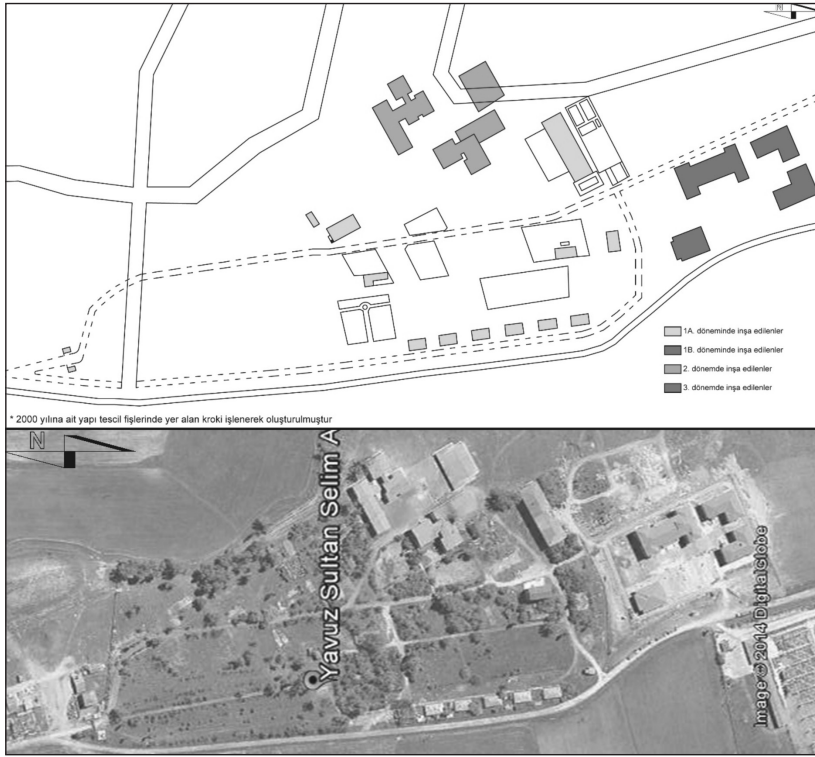 N
1A. döneminde inşa edilenler
1B. döneminde inşa edilenler
2. dönemde inşa edilenler
3. dönemde inşa edilenler
* 2000 yılına ait yapı tescil fişlerinde yer alan kroki işlenerek oluşturulmuştur
N
Yavuz Sultan Selim A
Image © 2014 DigitalGlobe